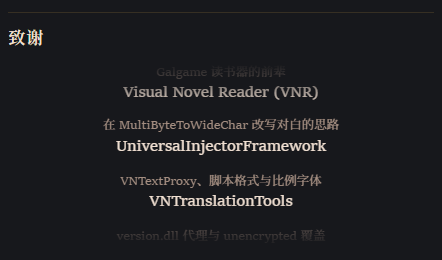 致谢
Galgame 读书器的前辈
Visual Novel Reader (VNR)
在 MultiByteToWideChar 改写对白的思路
UniversalInjectorFramework
VNTextProxy、脚本格式与比例字体
VNTranslationTools
version.dll 代理与 unencrypted 覆盖